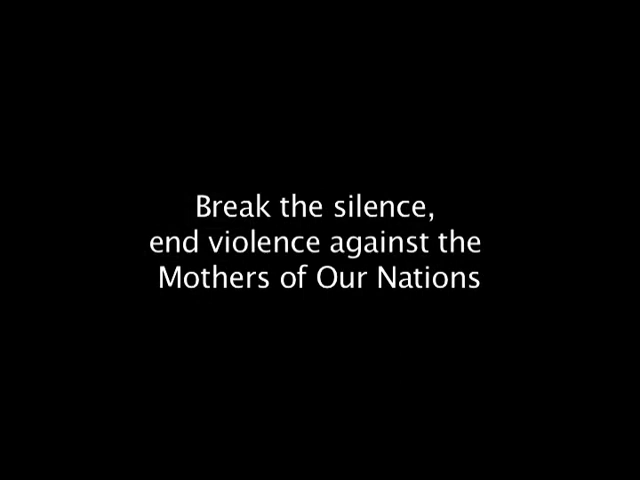 Break the silence,
end violence against the
Mothers of Our Nations